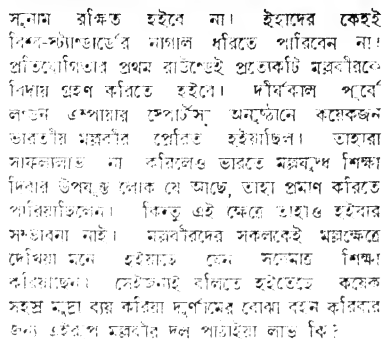 সুনাম রক্ষিত হইবে না। ইহাদের কেহই
বিশ্ব-স্ট্যাণ্ডার্ডের নাগাল ধরিতে পারিবেন না।
প্রতিযোগিতার প্রথম রাউণ্ডেই প্রত্যেকটি মল্লবীরকে
বিদায় গ্রহণ করিতে হইবে। দীর্ঘকাল পূর্বে
লণ্ডন এম্পায়ার স্পোর্টস্ অনুষ্ঠানে কয়েকজন
ভারতীয় মল্লবীর প্রেরিত হইয়াছিল। তাহারা
সাফল্যলাভ না করিলেও ভারতে মল্লযুদ্ধ শিক্ষা
দিবার উপযুক্ত লোক যে আছে, তাহা প্রমাণ করিতে
পারিয়াছিলেন। কিন্তু এই ক্ষেত্রে তাহাও হইবার
সম্ভাবনা নাই। মল্লবীরদের সকলকেই মল্লক্ষেত্রে
দেখিয়া মনে হইয়াছে যেন সবেমাত্র শিক্ষা
করিয়াছেন। সেইজন্যই বলিতে হইতেছে কয়েক
সহস্র মুদ্রা ব্যয় করিয়া দুর্ণামের বোঝা বহন করিবার
জন্য এইরূপ মল্লবীর দল পাঠাইয়া লাভ কি?